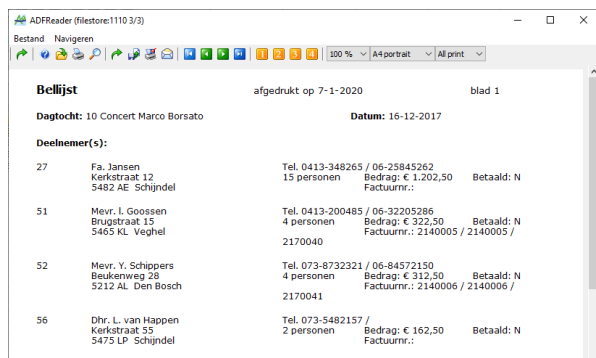 ADFReader (filestore:1110 3/3)
Bestand Navigeren
1 2 3 4 100 % A4 portrait All print
Bellijst afgedrukt op 7-1-2020 blad 1
Dagtocht: 10 Concert Marco Borsato Datum: 16-12-2017
Deelnemer(s):
27 Fa. Jansen Tel. 0413-348265 / 06-25845262
Kerkstraat 12 15 personen Bedrag: € 1.202,50 Betaald: N
5482 AE Schijndel Factuurnr.:
51 Mevr. l. Goossen Tel. 0413-200485 / 06-32205286
Brugstraat 15 4 personen Bedrag: € 322,50 Betaald: N
5465 KL Veghel Factuurnr.: 2140005 / 2140005 /
2170040
52 Mevr. Y. Schippers Tel. 073-8732321 / 06-84572150
Beukenweg 28 4 personen Bedrag: € 312,50 Betaald: N
5212 AL Den Bosch Factuurnr.: 2140006 / 2140006 /
2170041
56 Dhr. L. van Happen Tel. 073-5482157 /
Kerkstraat 55 2 personen Bedrag: € 162,50 Betaald: N
5475 LP Schijndel Factuurnr.: